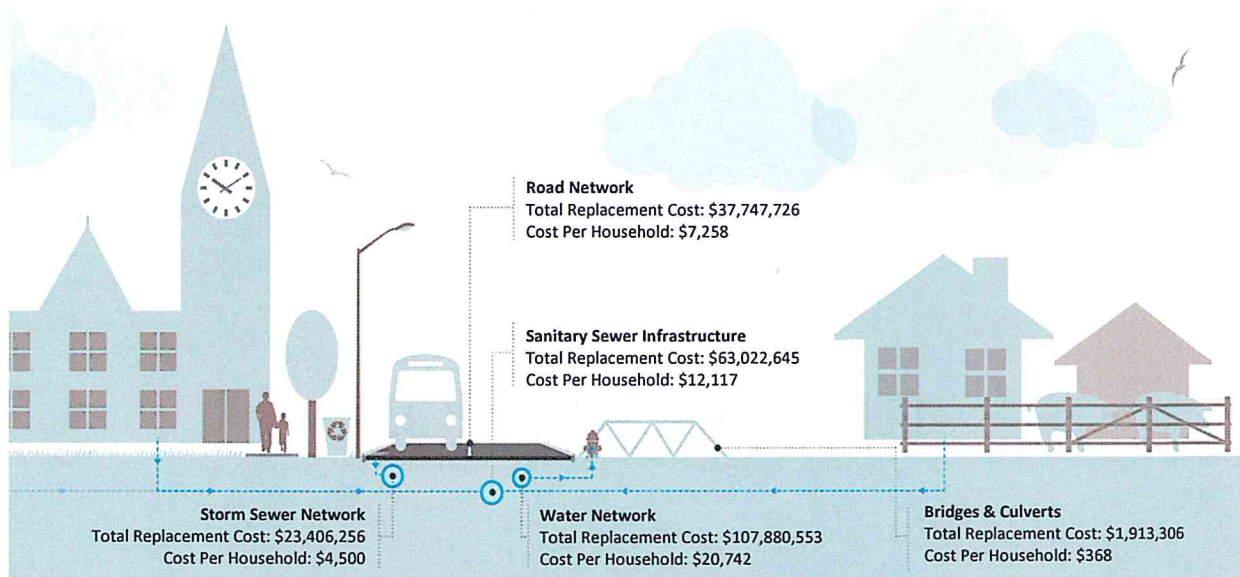 Road Network
Total Replacement Cost: $37,747,726
Cost Per Household: $7,258
Sanitary Sewer Infrastructure
Total Replacement Cost: $63,022,645
Cost Per Household: $12,117
Storm Sewer Network
Total Replacement Cost: $23,406,256
Cost Per Household: $4,500
Water Network
Total Replacement Cost: $107,880,553
Cost Per Household: $20,742
Bridges & Culverts
Total Replacement Cost: $1,913,306
Cost Per Household: $368